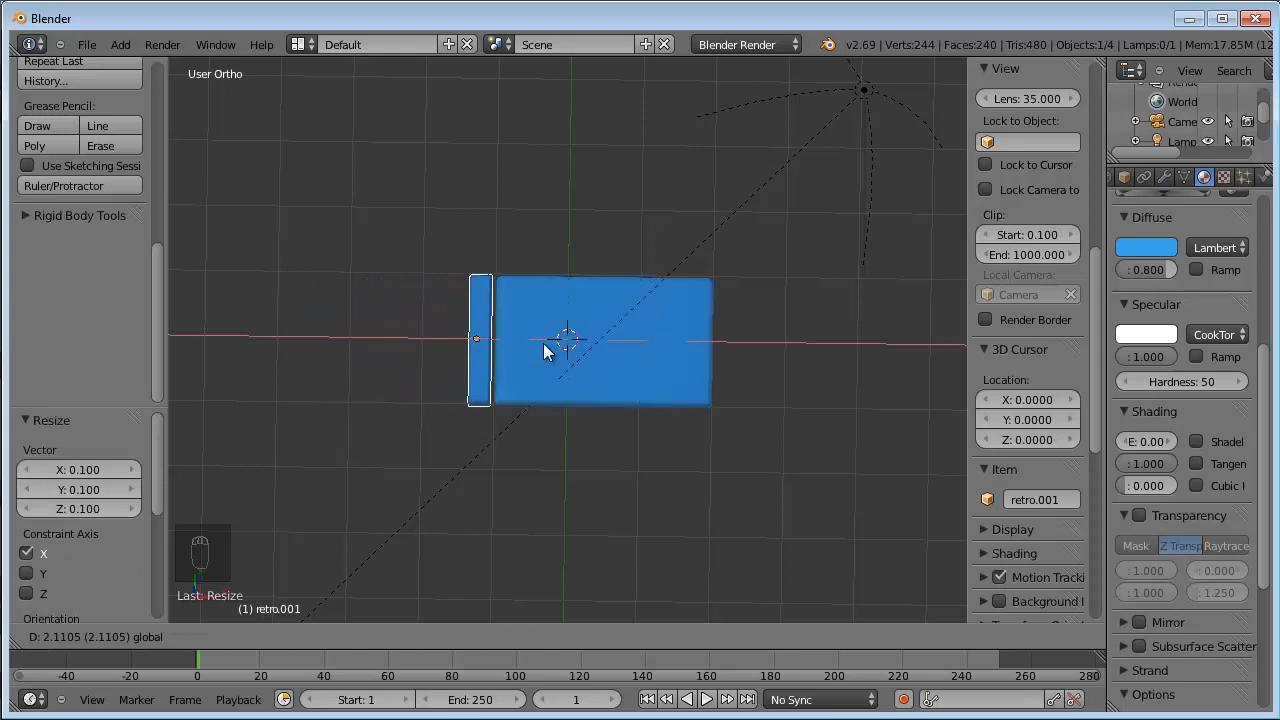 Blender
File Add Render Window Help Default Scene Blender Render v2.69 | Verts:244 | Faces:240 | Tris:480 | Objects:1/4 | Lamps:0/1 | Mem:17.85M (12
Repeat Last
History...
Grease Pencil:
Draw Line
Poly Erase
Use Sketching Sessi
Ruler/Protractor
Rigid Body Tools
Resize
Vector
X: 0.100
Y: 0.100
Z: 0.100
Constraint Axis
X
Y
Z
Orientation
User Ortho
Last: Resize
(1) retro.001
D: 2.1105 (2.1105) global
View
Lens: 35.000
Lock to Object:
Lock to Cursor
Lock Camera to
Clip:
Start: 0.100
End: 1000.000
Local Camera:
Camera
Render Border
3D Cursor
Location:
X: 0.0000
Y: 0.0000
Z: 0.0000
Item
retro.001
Display
Shading
Motion Tracki
Background I
View Search
World
Came
Lamp
Diffuse
Lambert
: 0.800 Ramp
Specular
CookTor
: 1.000 Ramp
Hardness: 50
Shading
E: 0.00 Shadel
: 1.000 Tangen
: 0.000 Cubic I
Transparency
Mask Z Transp Raytrace
: 1.000 : 0.000
: 1.000 : 1.250
Mirror
Subsurface Scatter
Strand
Options
-40 -20 0 20 40 60 80 100 120 140 160 180 200 220 240 260 280
View Marker Frame Playback Start: 1 End: 250 1 No Sync